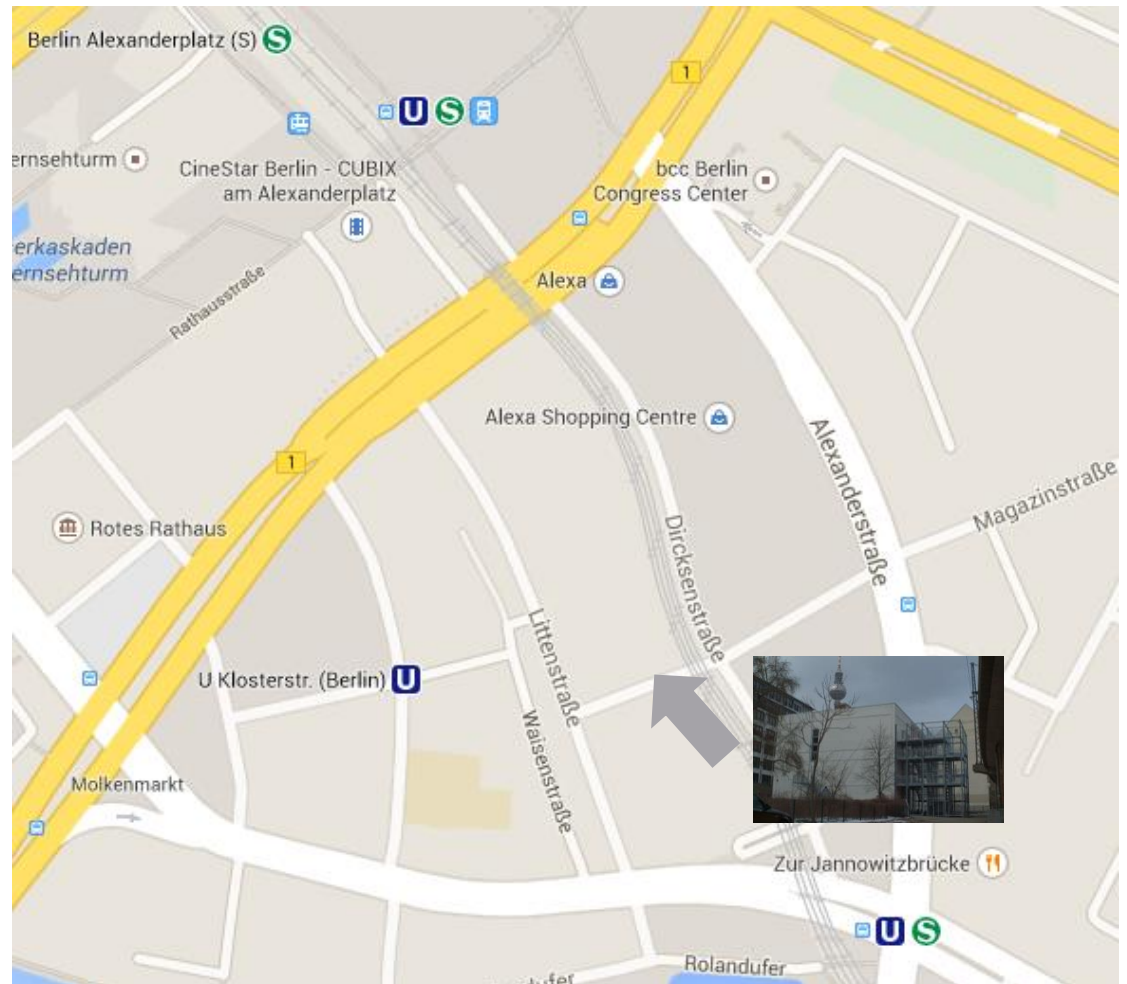 Berlin Alexanderplatz (S) S
1
U S
ernsehturm
CineStar Berlin - CUBIX
am Alexanderplatz
bcc Berlin
Congress Center
erkaskaden
ernsehturm
Rathausstraße
Alexa
Alexa Shopping Centre
Alexanderstraße
1
Magazinstraße
Rotes Rathaus
Dircksenstraße
Littenstraße
U Klosterstr. (Berlin) U
Waisenstraße
Molkenmarkt
Zur Jannowitzbrücke
U S
Rolandufer
ufer